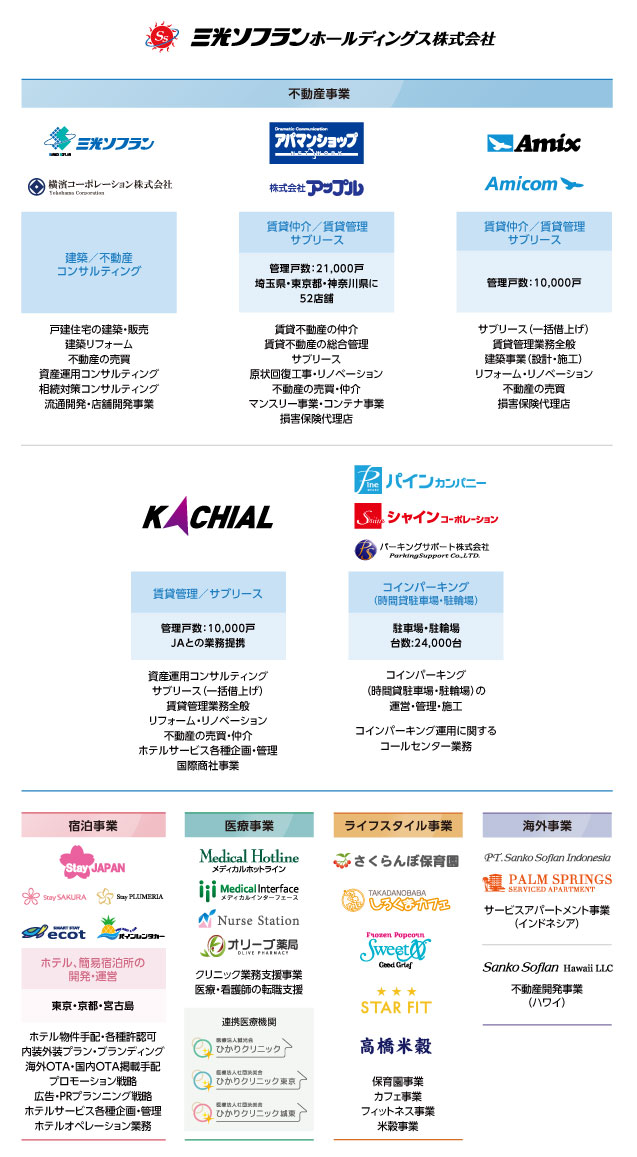 SS 三光ソフランホールディングス株式会社
不動産事業
三光ソフラン
SANKO SOFLAN
横濱コーポレーション株式会社
Yokohama Corporation
建築／不動産
コンサルティング
戸建住宅の建築・販売
建築リフォーム
不動産の売買
資産運用コンサルティング
相続対策コンサルティング
流通開発・店舗開発事業
Dramatic Communication
アパマンショップ
NETWORK
株式会社アップル
賃貸仲介／賃貸管理
サブリース
管理戸数：21,000戸
埼玉県・東京都・神奈川県に
52店舗
賃貸不動産の仲介
賃貸不動産の総合管理
サブリース
原状回復工事・リノベーション
不動産の売買・仲介
マンスリー事業・コンテナ事業
損害保険代理店
Amix
Amicom
賃貸仲介／賃貸管理
サブリース
管理戸数：10,000戸
サブリース（一括借上げ）
賃貸管理業務全般
建築事業（設計・施工）
リフォーム・リノベーション
不動産の売買
損害保険代理店
KACHIAL
賃貸管理／サブリース
管理戸数：10,000戸
JAとの業務提携
資産運用コンサルティング
サブリース（一括借上げ）
賃貸管理業務全般
リフォーム・リノベーション
不動産の売買・仲介
ホテルサービス各種企画・管理
国際商社事業
Pine パインカンパニー
Shine シャインコーポレーション
PS パーキングサポート株式会社
ParkingSupport Co.,LTD.
コインパーキング
（時間貸駐車場・駐輪場）
駐車場・駐輪場
台数:24,000台
コインパーキング
（時間貸駐車場・駐輪場）の
運営・管理・施工
コインパーキング運用に関する
コールセンター業務
宿泊事業
Stay JAPAN
Stay SAKURA
Stay PLUMERIA
SMART STAY
ecot
パインレンタカー
ホテル、簡易宿泊所の
開発・運営
東京・京都・宮古島
ホテル物件手配・各種許認可
内装外装プラン・ブランディング
海外OTA・国内OTA掲載手配
プロモーション戦略
広告・PRプランニング戦略
ホテルサービス各種企画・管理
ホテルオペレーション業務
医療事業
Medical Hotline
メディカルホットライン
Medical Interface
メディカルインターフェース
Nurse Station
オリーブ薬局
OLIVE PHARMACY
クリニック業務支援事業
医療・看護師の転職支援
連携医療機関
ひかりクリニック
ひかりクリニック東京
ひかりクリニック城東
ライフスタイル事業
さくらんぼ保育園
TAKADANOBABA
しろくまカフェ
Frozen Popcorn
Sweet XX
Good Grief
STAR FIT
高橋米穀
保育園事業
カフェ事業
フィットネス事業
米穀事業
海外事業
PT. Sanko Soflan Indonesia
PALM SPRINGS
SERVICED APARTMENT
サービスアパートメント事業
（インドネシア）
Sanko Soflan Hawaii LLC
不動産開発事業
（ハワイ）